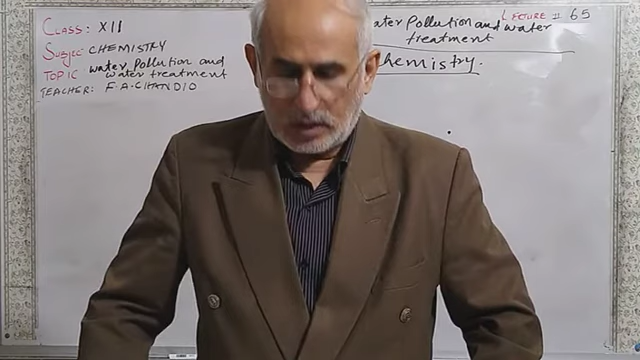 CLASS: XII
SUBJEC CHEMISTRY
TOPIC water Pollution and
water treatment
TEACHER: F.A-CHANDIO
LECTURE # 65
ater Pollution and water
treatment
hemistry.